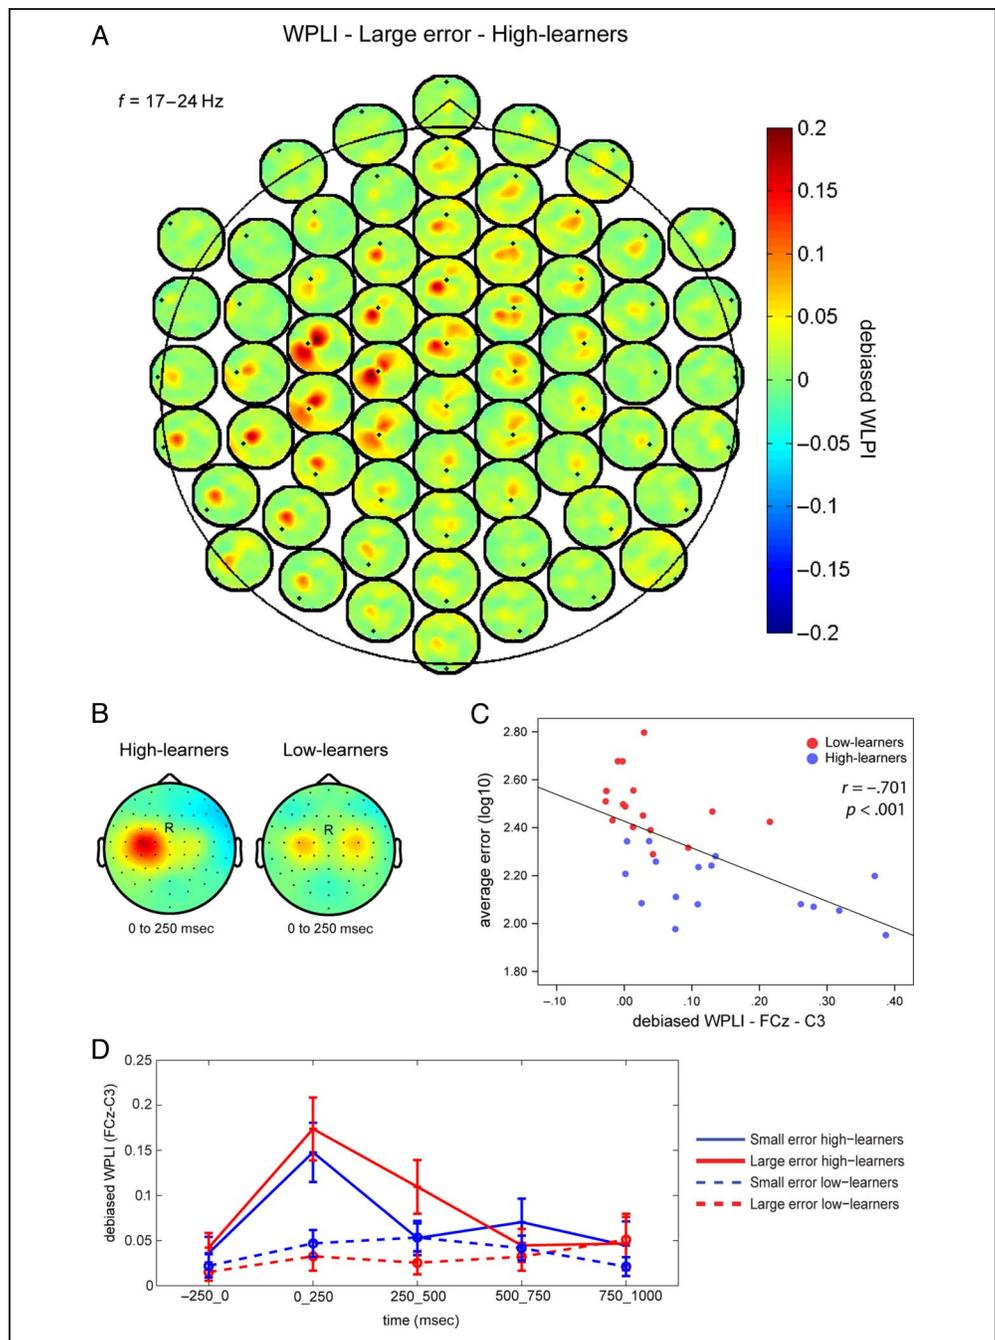 A
WPLI - Large error - High-learners
f = 17–24 Hz
0.2
0.15
0.1
0.05
0
−0.05
−0.1
−0.15
−0.2
debiased WLPI
B
High-learners
Low-learners
R
R
0 to 250 msec
0 to 250 msec
C
2.80
2.60
2.40
2.20
2.00
1.80
average error (log10)
Low-learners
High-learners
r = –.701
p < .001
–.10
.00
.10
.20
.30
.40
debiased WPLI - FCz - C3
D
0.25
0.2
0.15
0.1
0.05
0
debiased WPLI (FCz-C3)
−250_0
0_250
250_500
500_750
750_1000
time (msec)
Small error high−learners
Large error high−learners
Small error low−learners
Large error low−learners